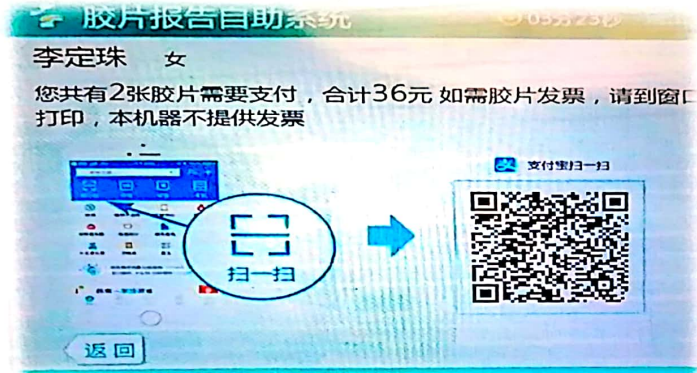 胶片报告自助系统
03分23秒
李定珠 女
您共有2张胶片需要支付，合计36元 如需胶片发票，请到窗口
打印，本机器不提供发票
支付宝扫一扫
扫一扫
返回